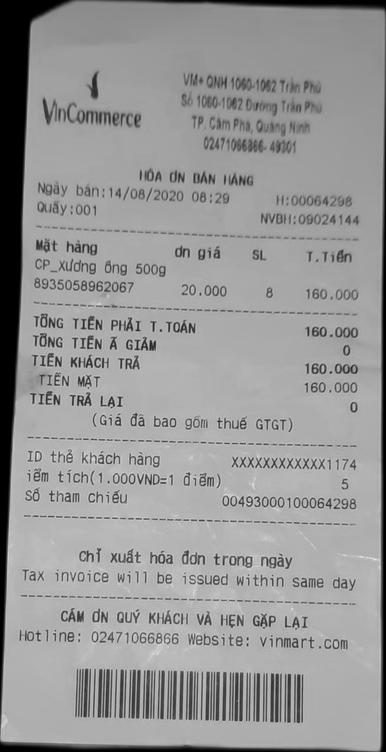 VinCommerce
VM+ QNH 1060-1062 Trần Phú
Số 1060-1062 Đường Trần Phú
TP. Cẩm Phả, Quảng Ninh
02471066866- 49301
HÓA ƠN BÁN HÀNG
Ngày bán:14/08/2020 08:29 H:00064298
Quầy:001 NVBH:09024144
Mặt hàng ơn giá SL T.Tiền
CP_Xương ống 500g
8935058962067 20.000 8 160.000
TỔNG TIỀN PHẢI T.TOÁN 160.000
TỔNG TIỀN Ã GIẢM 0
TIỀN KHÁCH TRẢ 160.000
TIỀN MẶT 160.000
TIỀN TRẢ LẠI 0
(Giá đã bao gồm thuế GTGT)
ID thẻ khách hàng XXXXXXXXXXXX1174
iểm tích(1.000VND=1 điểm) 5
Số tham chiếu 00493000100064298
Chỉ xuất hóa đơn trong ngày
Tax invoice will be issued within same day
CẢM ƠN QUÝ KHÁCH VÀ HẸN GẶP LẠI
Hotline: 02471066866 Website: vinmart.com